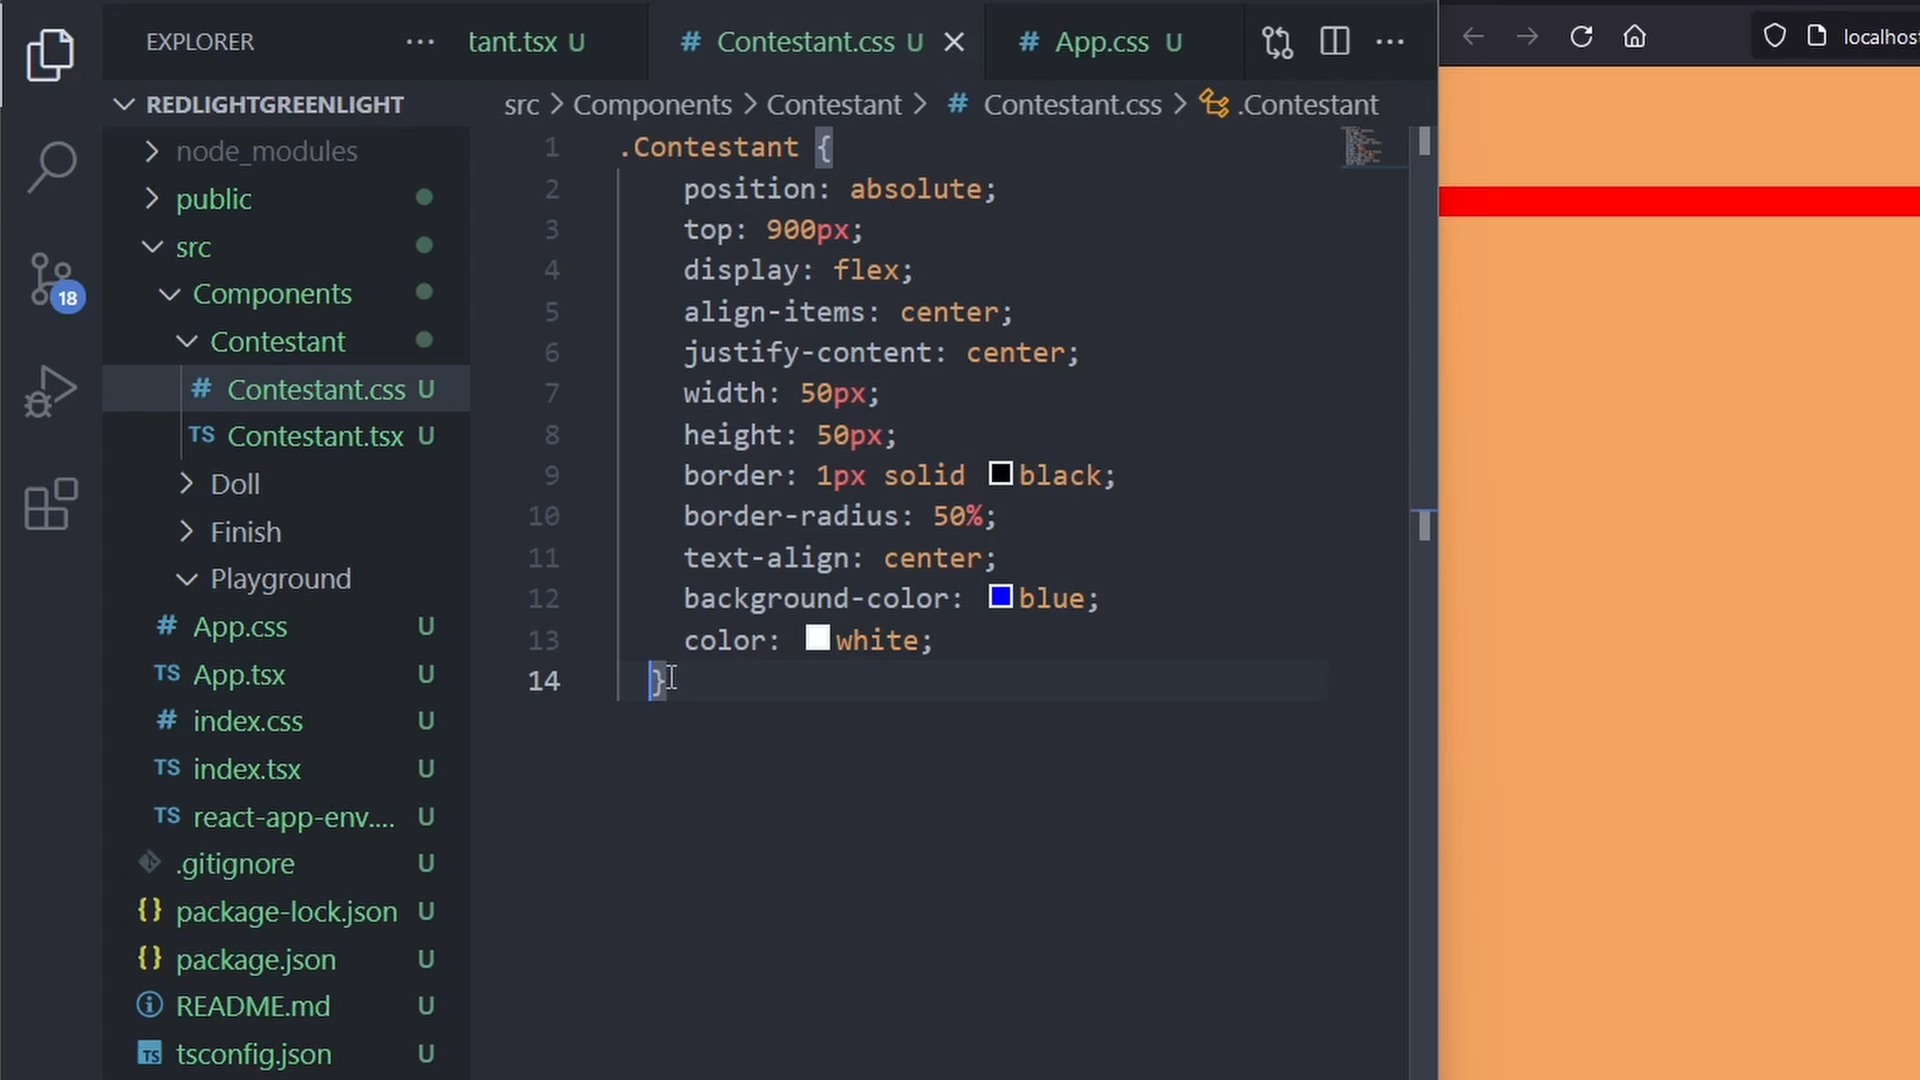 EXPLORER
REDLIGHTGREENLIGHT
node_modules
public
src
Components
Contestant
# Contestant.css U
TS Contestant.tsx U
Doll
Finish
Playground
# App.css U
TS App.tsx U
# index.css U
TS index.tsx U
TS react-app-env.... U
.gitignore U
{} package-lock.json U
{} package.json U
README.md U
TS tsconfig.json U
18
tant.tsx U
# Contestant.css U
# App.css U
src > Components > Contestant > # Contestant.css > .Contestant
1 .Contestant {
2 position: absolute;
3 top: 900px;
4 display: flex;
5 align-items: center;
6 justify-content: center;
7 width: 50px;
8 height: 50px;
9 border: 1px solid black;
10 border-radius: 50%;
11 text-align: center;
12 background-color: blue;
13 color: white;
14 }
localhost